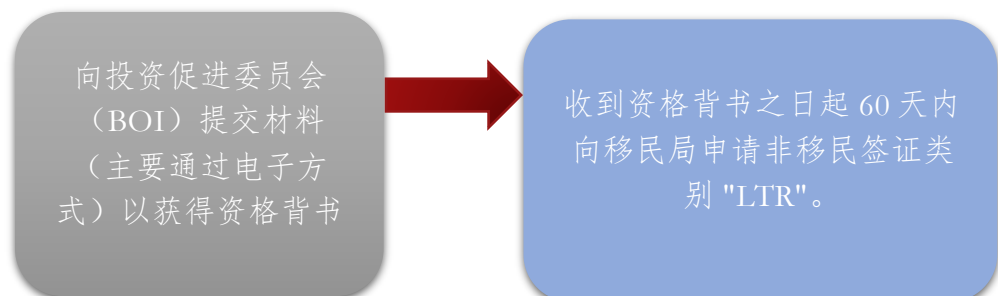 向投资促进委员会
（BOI）提交材料
（主要通过电子方
式）以获得资格背书
收到资格背书之日起 60 天内
向移民局申请非移民签证类
别 "LTR"。